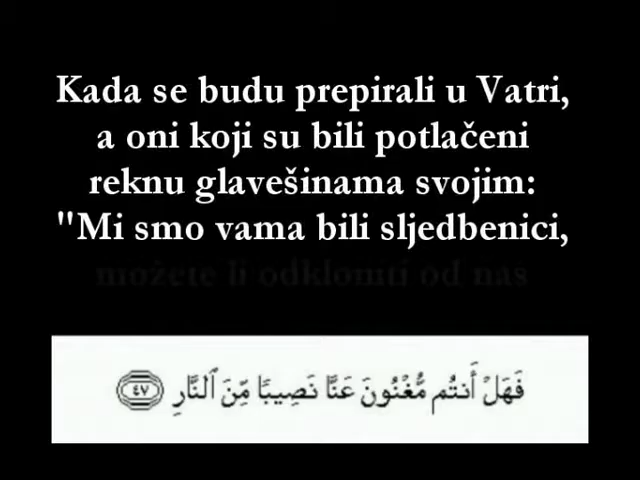 Kada se budu prepirali u Vatri,
a oni koji su bili potlačeni
reknu glavešinama svojim:
"Mi smo vama bili sljedbenici,
možete li odkloniti od nas
فَهَلْ أَنتُم مُّغْنُونَ عَنَّا نَصِيبًا مِّنَ ٱلنَّارِ ٤٧